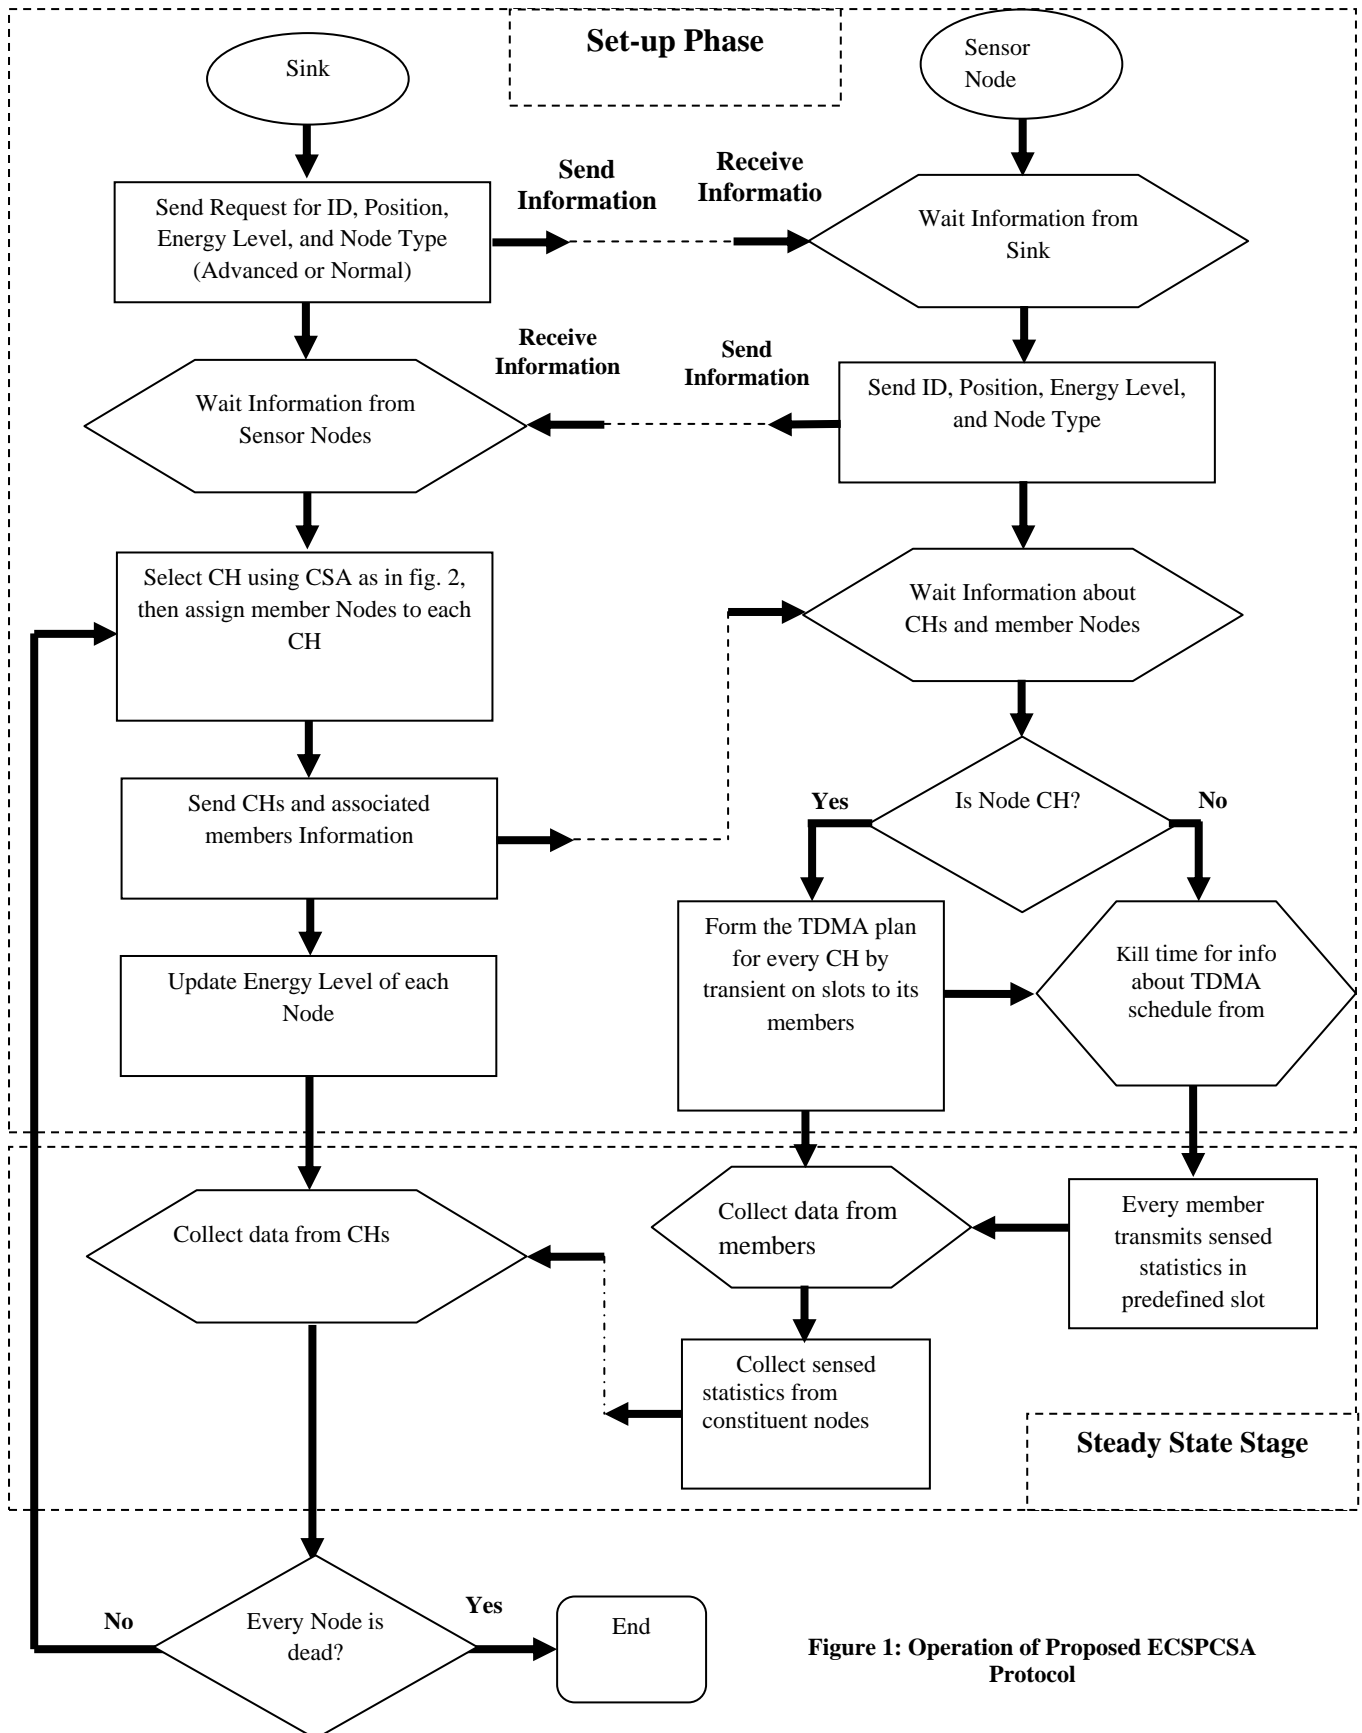 Set-up Phase
Sink
Sensor
Node
Send
Information
Receive
Informatio
Send Request for ID, Position,
Energy Level, and Node Type
(Advanced or Normal)
Wait Information from
Sink
Receive
Information
Send
Information
Wait Information from
Sensor Nodes
Send ID, Position, Energy Level,
and Node Type
Select CH using CSA as in fig. 2,
then assign member Nodes to each
CH
Wait Information about
CHs and member Nodes
Send CHs and associated
members Information
Yes
Is Node CH?
No
Update Energy Level of each
Node
Form the TDMA plan
for every CH by
transient on slots to its
members
Kill time for info
about TDMA
schedule from
Collect data from CHs
Collect data from
members
Every member
transmits sensed
statistics in
predefined slot
Collect sensed
statistics from
constituent nodes
Steady State Stage
No
Every Node is
dead?
Yes
End
Figure 1: Operation of Proposed ECSPCSA
Protocol